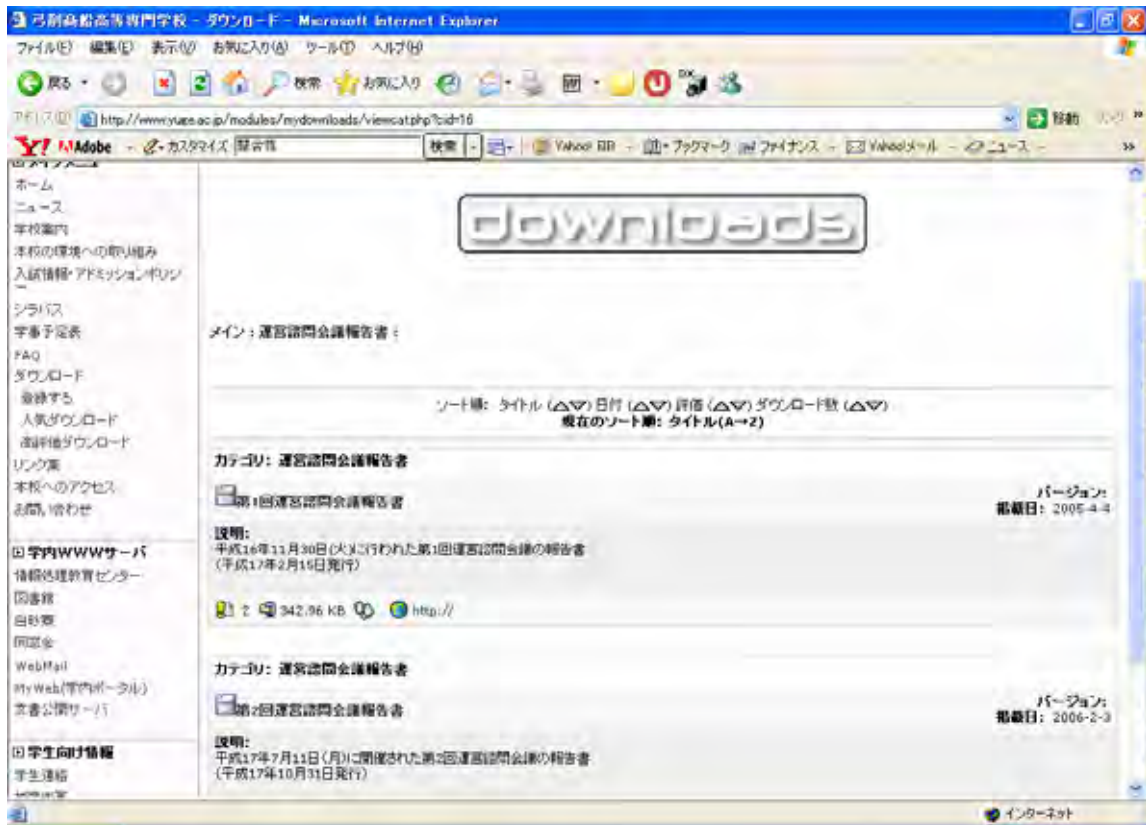 弓削商船高等専門学校 - ダウンロード - Microsoft Internet Explorer
ファイル(F) 編集(E) 表示(V) お気に入り(A) ツール(T) ヘルプ(H)
戻る 検索 お気に入り
アドレス(D) http://www.yuge.ac.jp/modules/mydownloads/viewcat.php?cid=16 移動
Y! Adobe カスタマイズ 検索 Yahoo! BB ブックマーク ファイナンス Yahoo!メール ニュース
メインメニュー
ホーム
ニュース
学校案内
本校の環境への取り組み
入試情報・アドミッションポリシー
シラバス
学事予定表
FAQ
ダウンロード
登録する
人気ダウンロード
高評価ダウンロード
リンク集
本校へのアクセス
お問い合わせ
学内WWWサーバ
情報処理教育センター
図書館
白砂寮
同窓会
WebMail
MyWeb(学内ポータル)
文書公開サーバ
学生向け情報
学生連絡
downloads
メイン : 運営諮問会議報告書 :
ソート順: タイトル (△▽) 日付 (△▽) 評価 (△▽) ダウンロード数 (△▽)
現在のソート順: タイトル(A→Z)
カテゴリ: 運営諮問会議報告書
第1回運営諮問会議報告書
バージョン:
掲載日: 2005-4-4
説明:
平成16年11月30日(火)に行われた第1回運営諮問会議の報告書
(平成17年2月15日発行)
2 342.96 KB http://
カテゴリ: 運営諮問会議報告書
第2回運営諮問会議報告書
バージョン:
掲載日: 2006-2-3
説明:
平成17年7月11日(月)に開催された第2回運営諮問会議の報告書
(平成17年10月31日発行)
インターネット